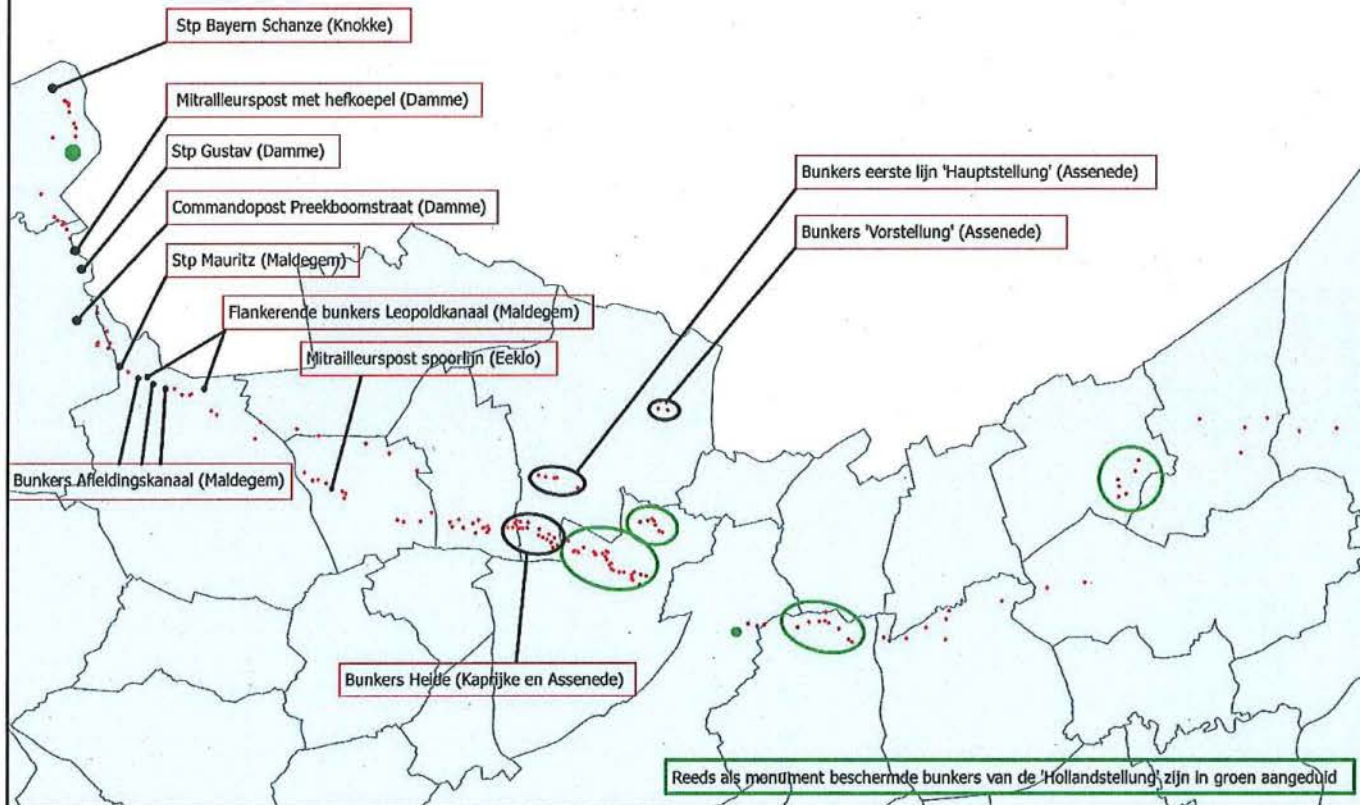 Stp Bayern Schanze (Knokke)
Mitrailleurspost met hefkoepel (Damme)
Stp Gustav (Damme)
Bunkers eerste lijn 'Hauptstellung' (Assenede)
Commandopost Preekboomstraat (Damme)
Bunkers 'Vorstellung' (Assenede)
Stp Mauritz (Maldegem)
Flankerende bunkers Leopoldkanaal (Maldegem)
Mitrailleurspost spoorlijn (Eeklo)
Bunkers Afleidingskanaal (Maldegem)
Bunkers Heide (Kaprijke en Assenede)
Reeds als monument beschermde bunkers van de 'Hollandstellung' zijn in groen aangeduid